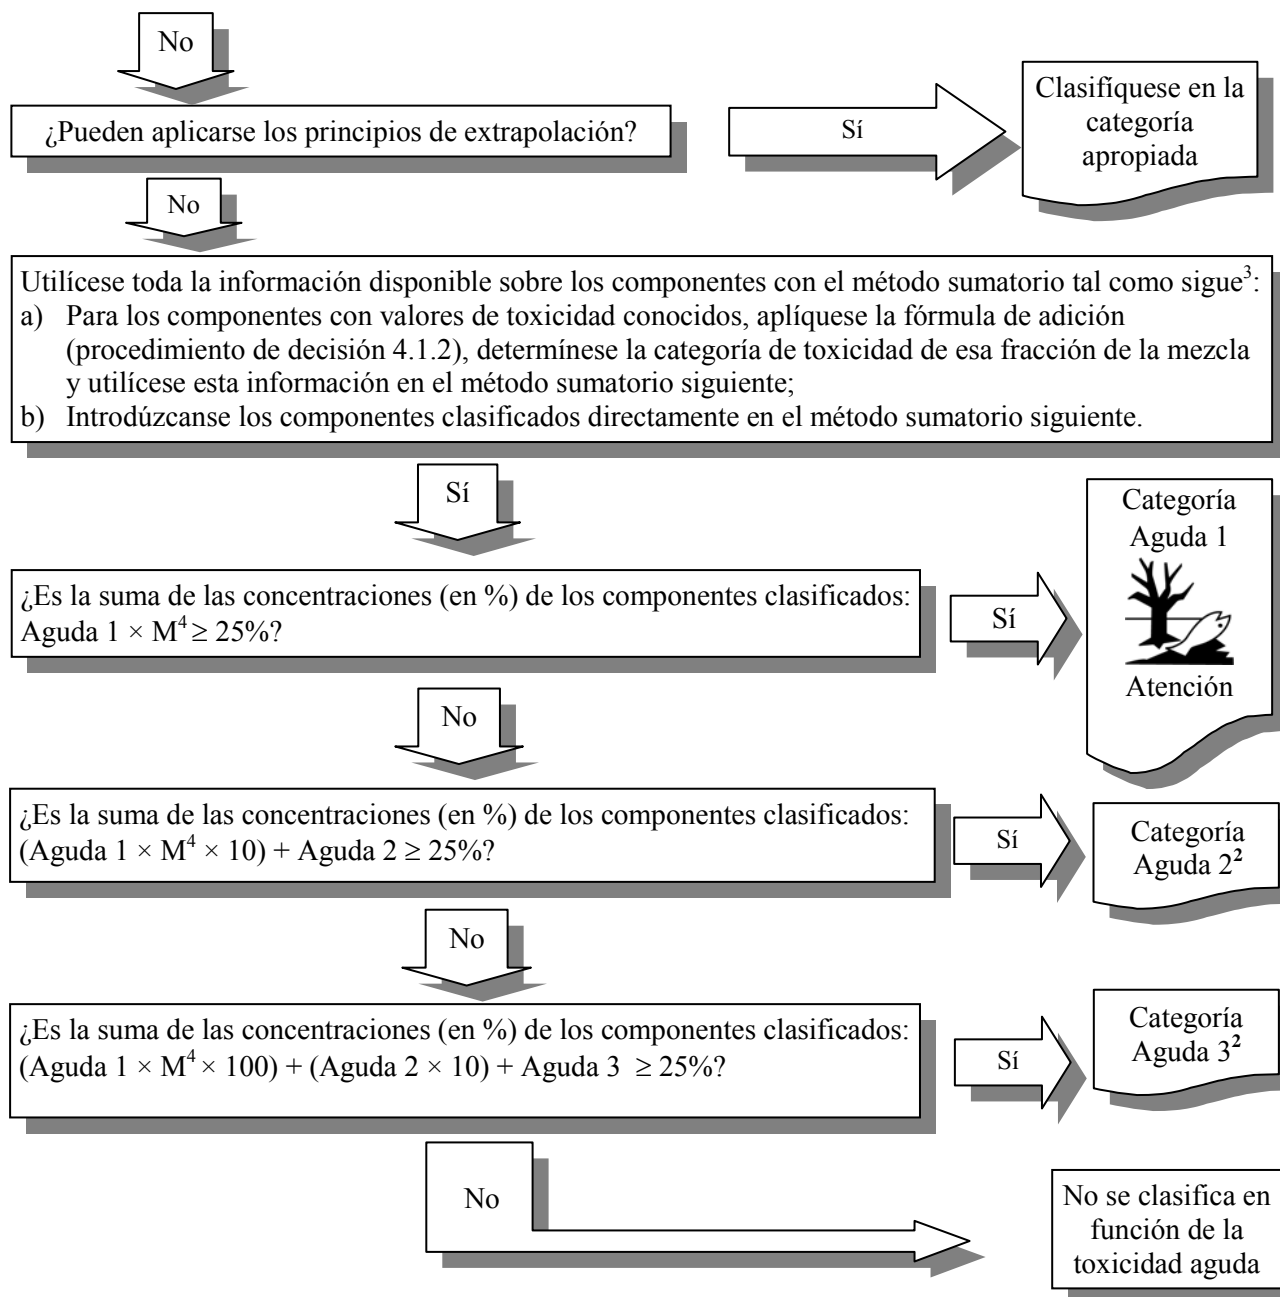 No
¿Pueden aplicarse los principios de extrapolación?
Sí
Clasifíquese en la
categoría
apropiada
No
Utilícese toda la información disponible sobre los componentes con el método sumatorio tal como sigue³:
a) Para los componentes con valores de toxicidad conocidos, aplíquese la fórmula de adición
(procedimiento de decisión 4.1.2), determínese la categoría de toxicidad de esa fracción de la mezcla
y utilícese esta información en el método sumatorio siguiente;
b) Introdúzcanse los componentes clasificados directamente en el método sumatorio siguiente.
Sí
¿Es la suma de las concentraciones (en %) de los componentes clasificados:
Aguda 1 × M⁴ ≥ 25%?
Sí
Categoría
Aguda 1
Atención
No
¿Es la suma de las concentraciones (en %) de los componentes clasificados:
(Aguda 1 × M⁴ × 10) + Aguda 2 ≥ 25%?
Sí
Categoría
Aguda 2²
No
¿Es la suma de las concentraciones (en %) de los componentes clasificados:
(Aguda 1 × M⁴ × 100) + (Aguda 2 × 10) + Aguda 3 ≥ 25%?
Sí
Categoría
Aguda 3²
No
No se clasifica en
función de la
toxicidad aguda